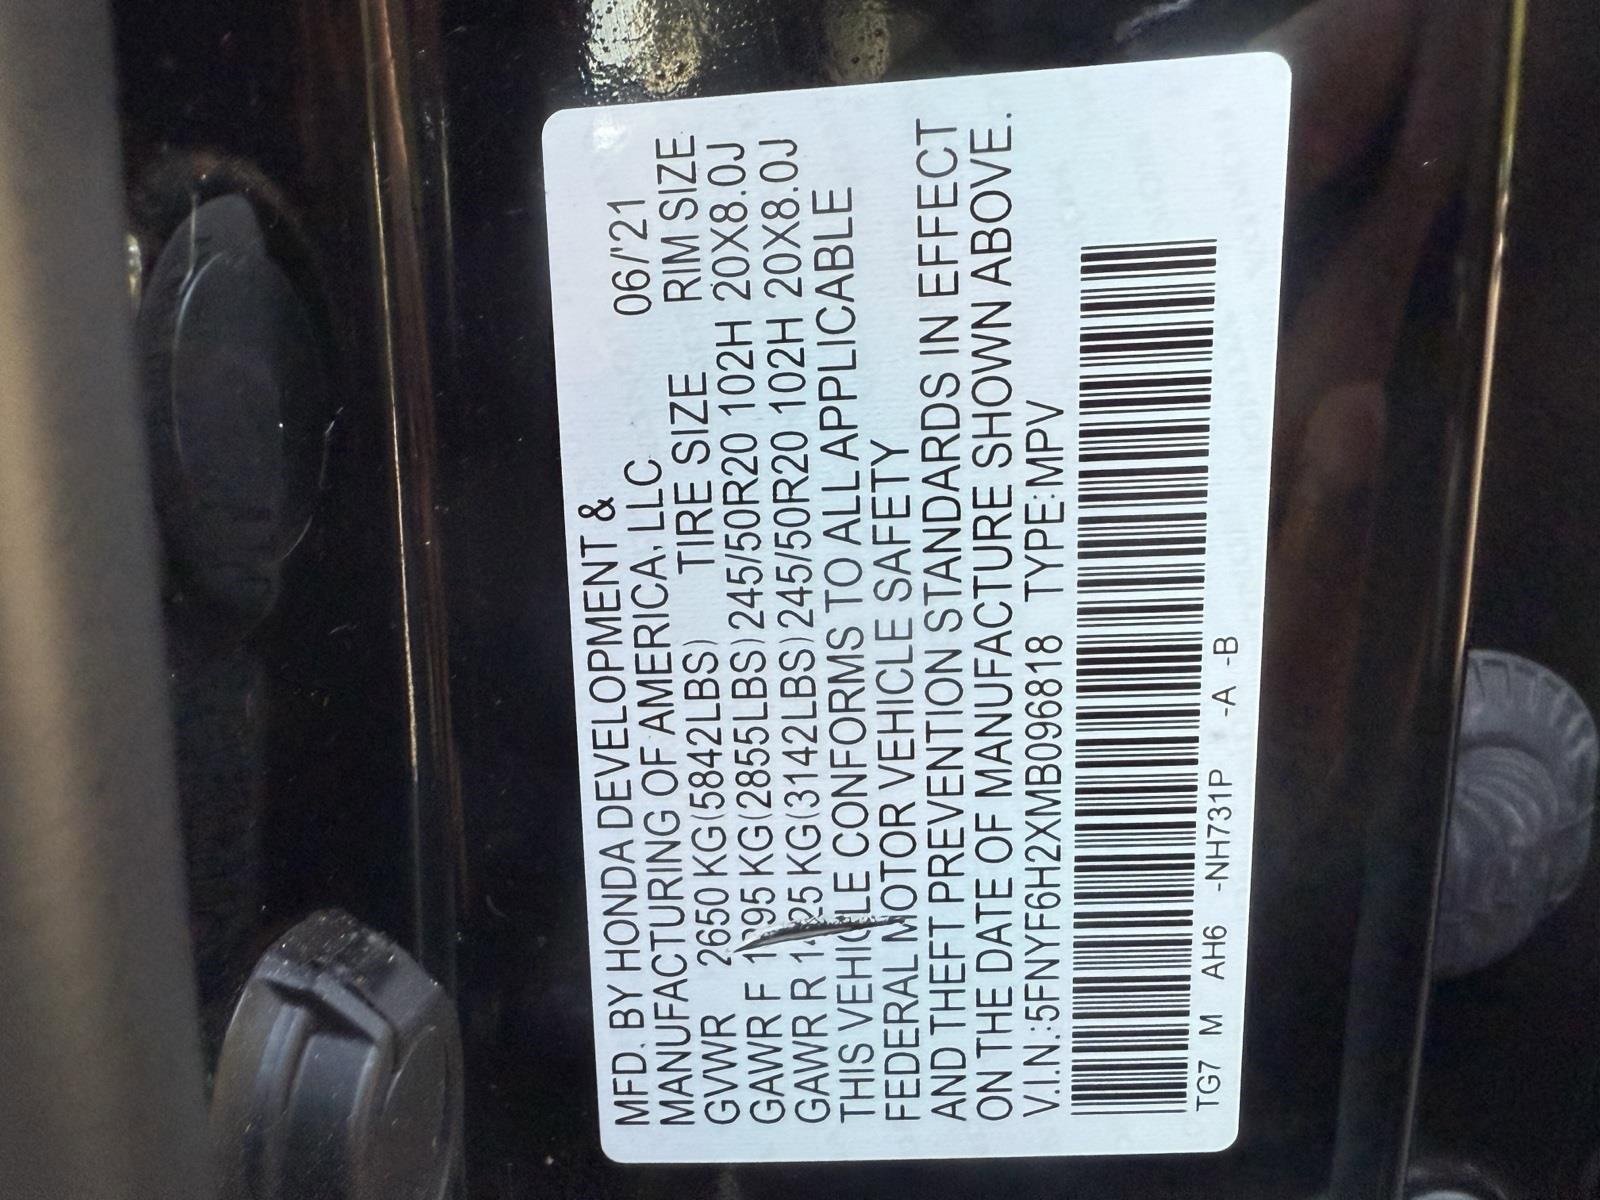 MFD. BY HONDA DEVELOPMENT &
MANUFACTURING OF AMERICA, LLC 06/'21
TIRE SIZE RIM SIZE
GVWR 2650KG(5842LBS)
GAWR F KG(2855LBS)245/50R20 102H 20X8.0J
GAWR R KG(3142LBS)245/50R20 102H 20X8.0J
THIS VEHICLE CONFORMS TO ALL APPLICABLE
FEDERAL MOTOR VEHICLE SAFETY
AND THEFT PREVENTION STANDARDS IN EFFECT
ON THE DATE OF MANUFACTURE SHOWN ABOVE.
V.I.N.:5FNYF6H2XMB096818 TYPE:MPV
TG7 M AH6 -NH731P -A -B